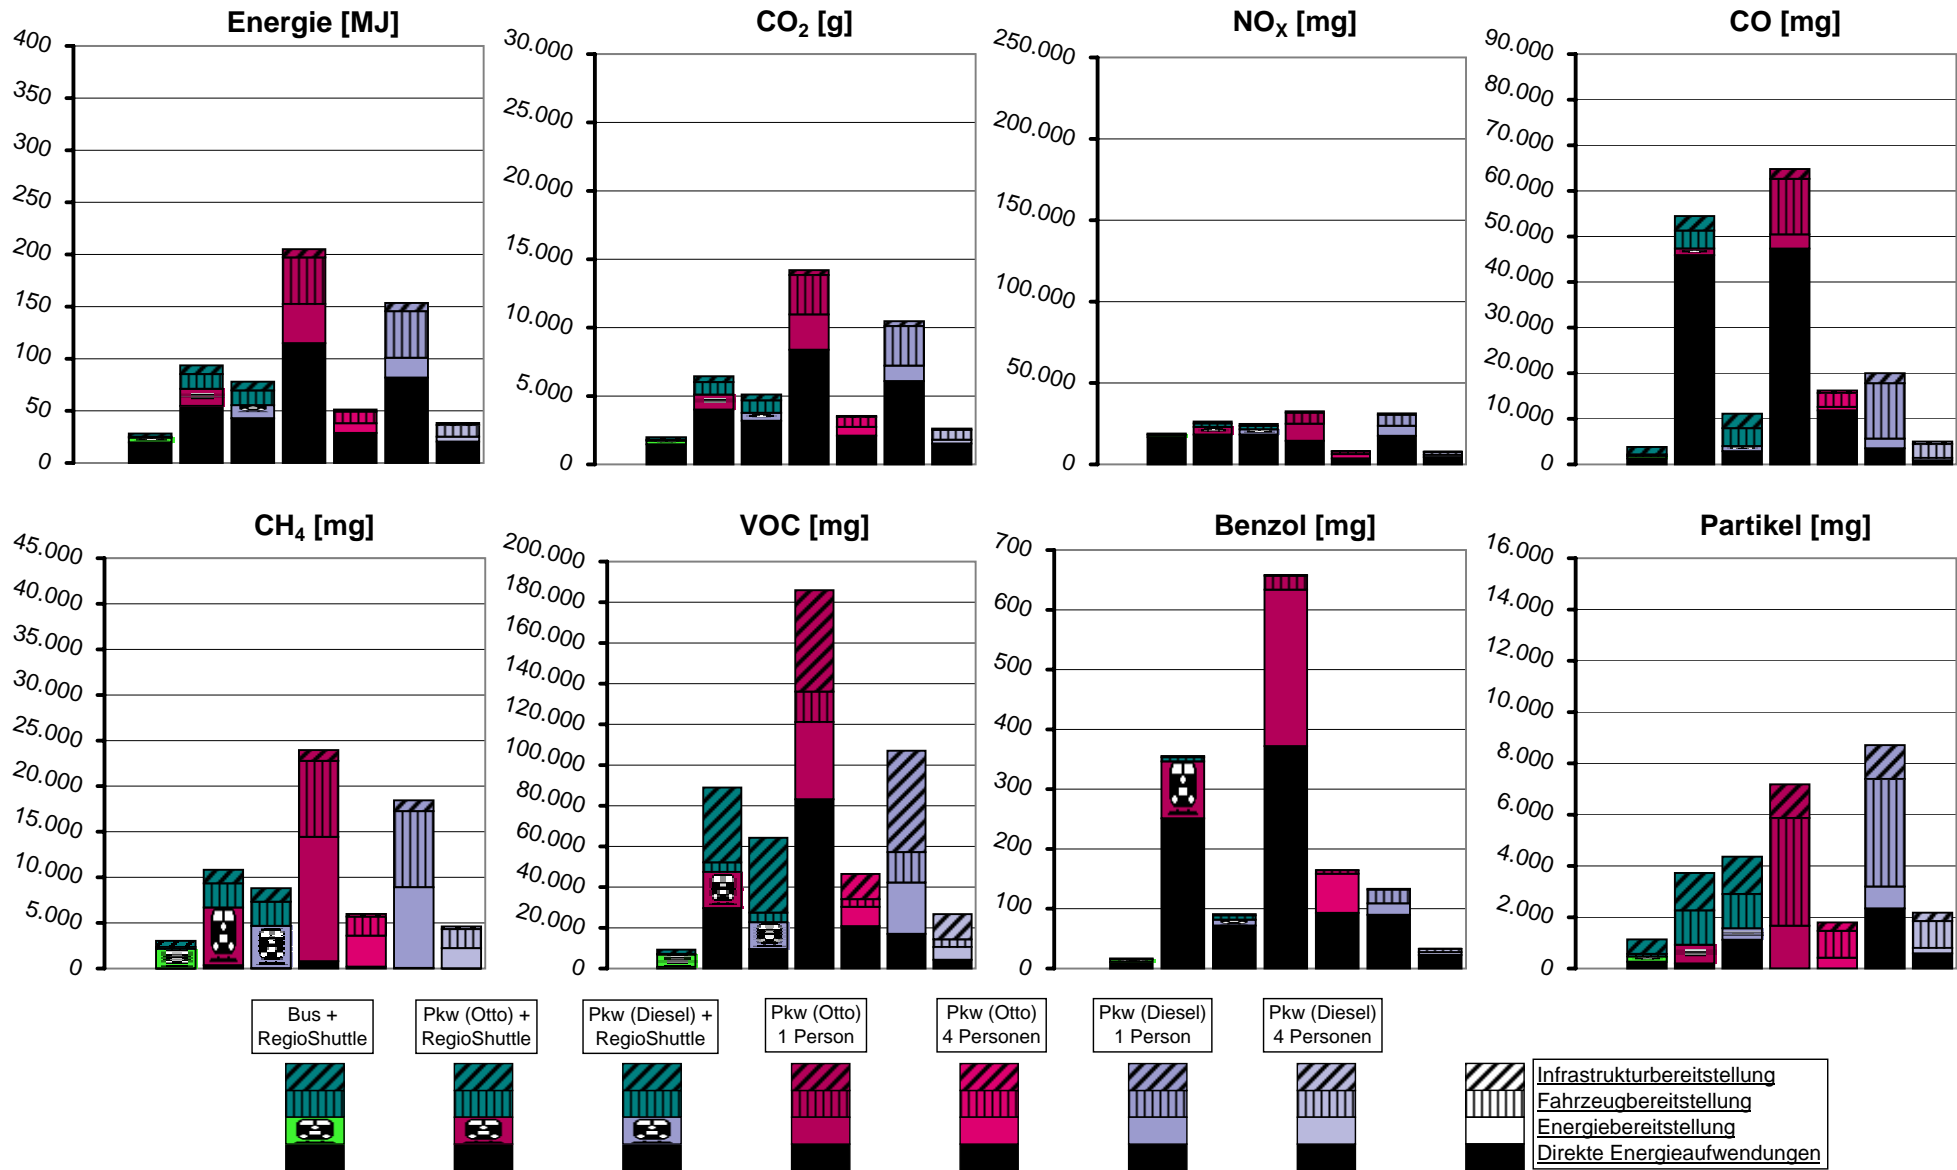 Energie [MJ]
400
350
300
250
200
150
100
50
0
CO2 [g]
30.000
25.000
20.000
15.000
10.000
5.000
0
NOX [mg]
250.000
200.000
150.000
100.000
50.000
0
CO [mg]
90.000
80.000
70.000
60.000
50.000
40.000
30.000
20.000
10.000
0
CH4 [mg]
45.000
40.000
35.000
30.000
25.000
20.000
15.000
10.000
5.000
0
VOC [mg]
200.000
180.000
160.000
140.000
120.000
100.000
80.000
60.000
40.000
20.000
0
Benzol [mg]
700
600
500
400
300
200
100
0
Partikel [mg]
16.000
14.000
12.000
10.000
8.000
6.000
4.000
2.000
0
Bus +
RegioShuttle
Pkw (Otto) +
RegioShuttle
Pkw (Diesel) +
RegioShuttle
Pkw (Otto)
1 Person
Pkw (Otto)
4 Personen
Pkw (Diesel)
1 Person
Pkw (Diesel)
4 Personen
Infrastrukturbereitstellung
Fahrzeugbereitstellung
Energiebereitstellung
Direkte Energieaufwendungen